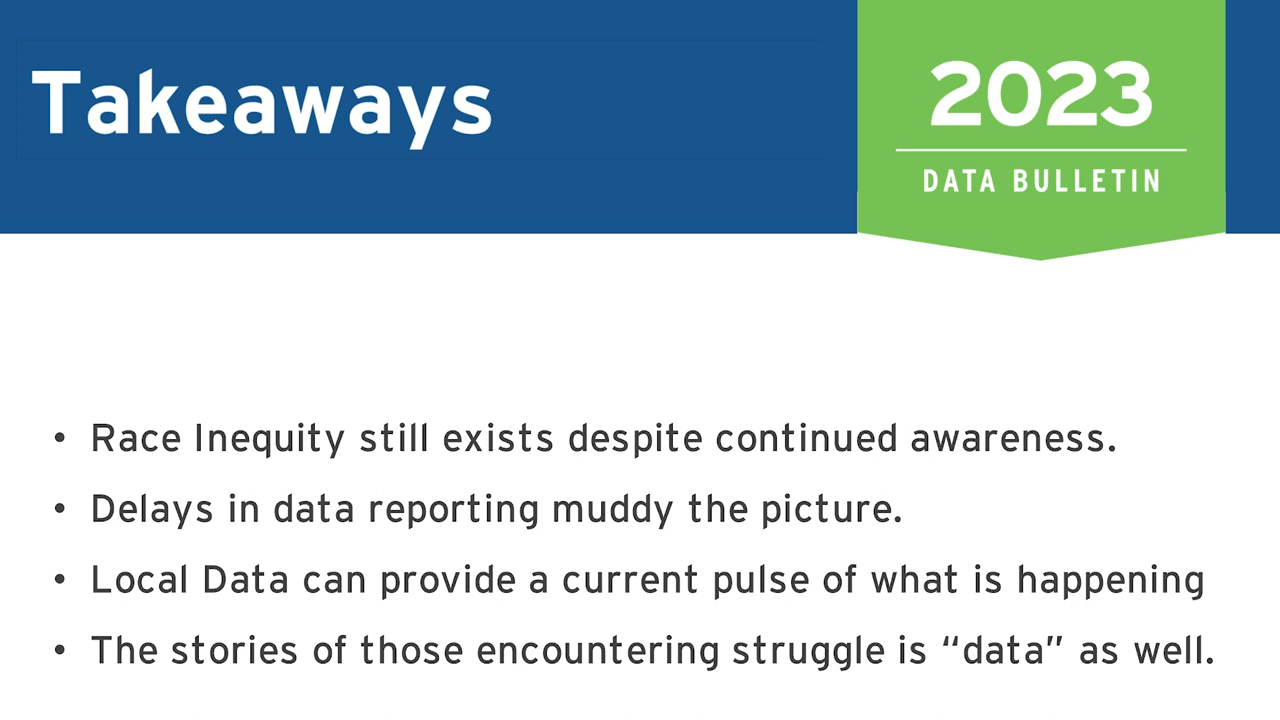 Takeaways
2023
DATA BULLETIN
• Race Inequity still exists despite continued awareness.
• Delays in data reporting muddy the picture.
• Local Data can provide a current pulse of what is happening
• The stories of those encountering struggle is “data” as well.